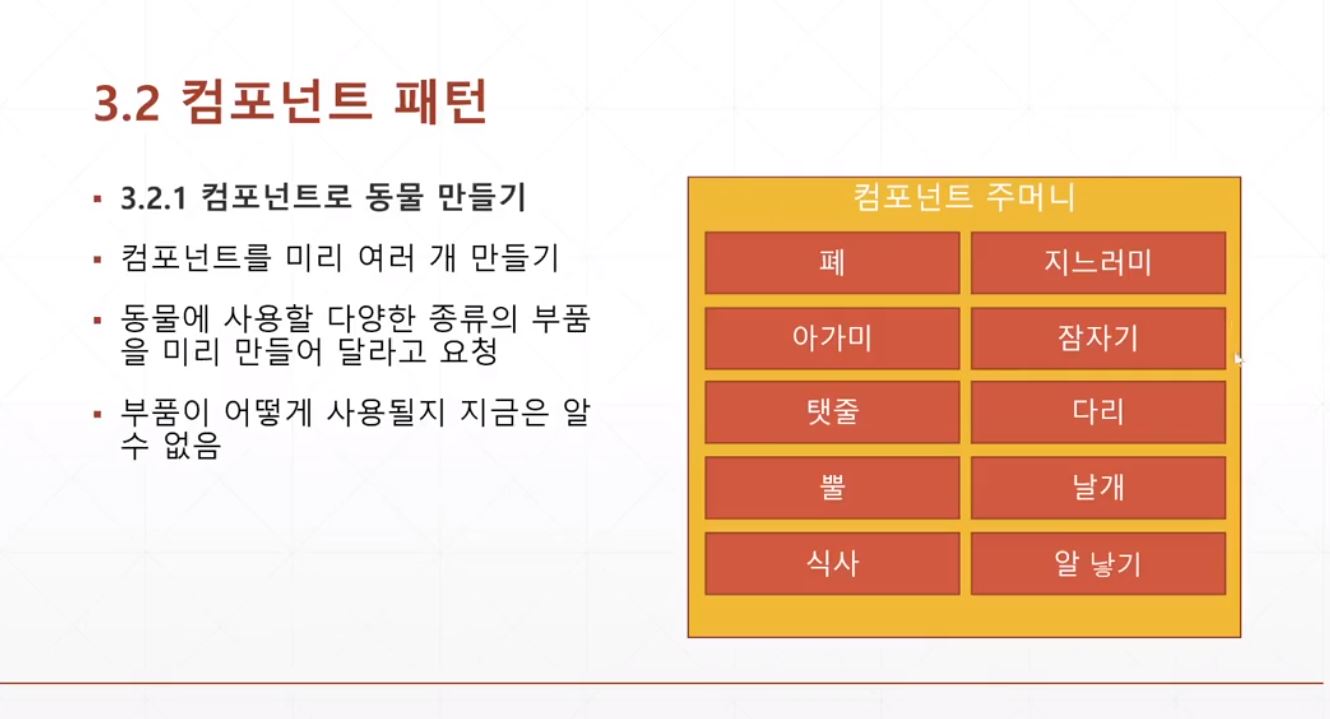 3.2 컴포넌트 패턴
▪ 3.2.1 컴포넌트로 동물 만들기
▪ 컴포넌트를 미리 여러 개 만들기
▪ 동물에 사용할 다양한 종류의 부품
을 미리 만들어 달라고 요청
▪ 부품이 어떻게 사용될지 지금은 알
수 없음
컴포넌트 주머니
폐
지느러미
아가미
잠자기
탯줄
다리
뿔
날개
식사
알 낳기